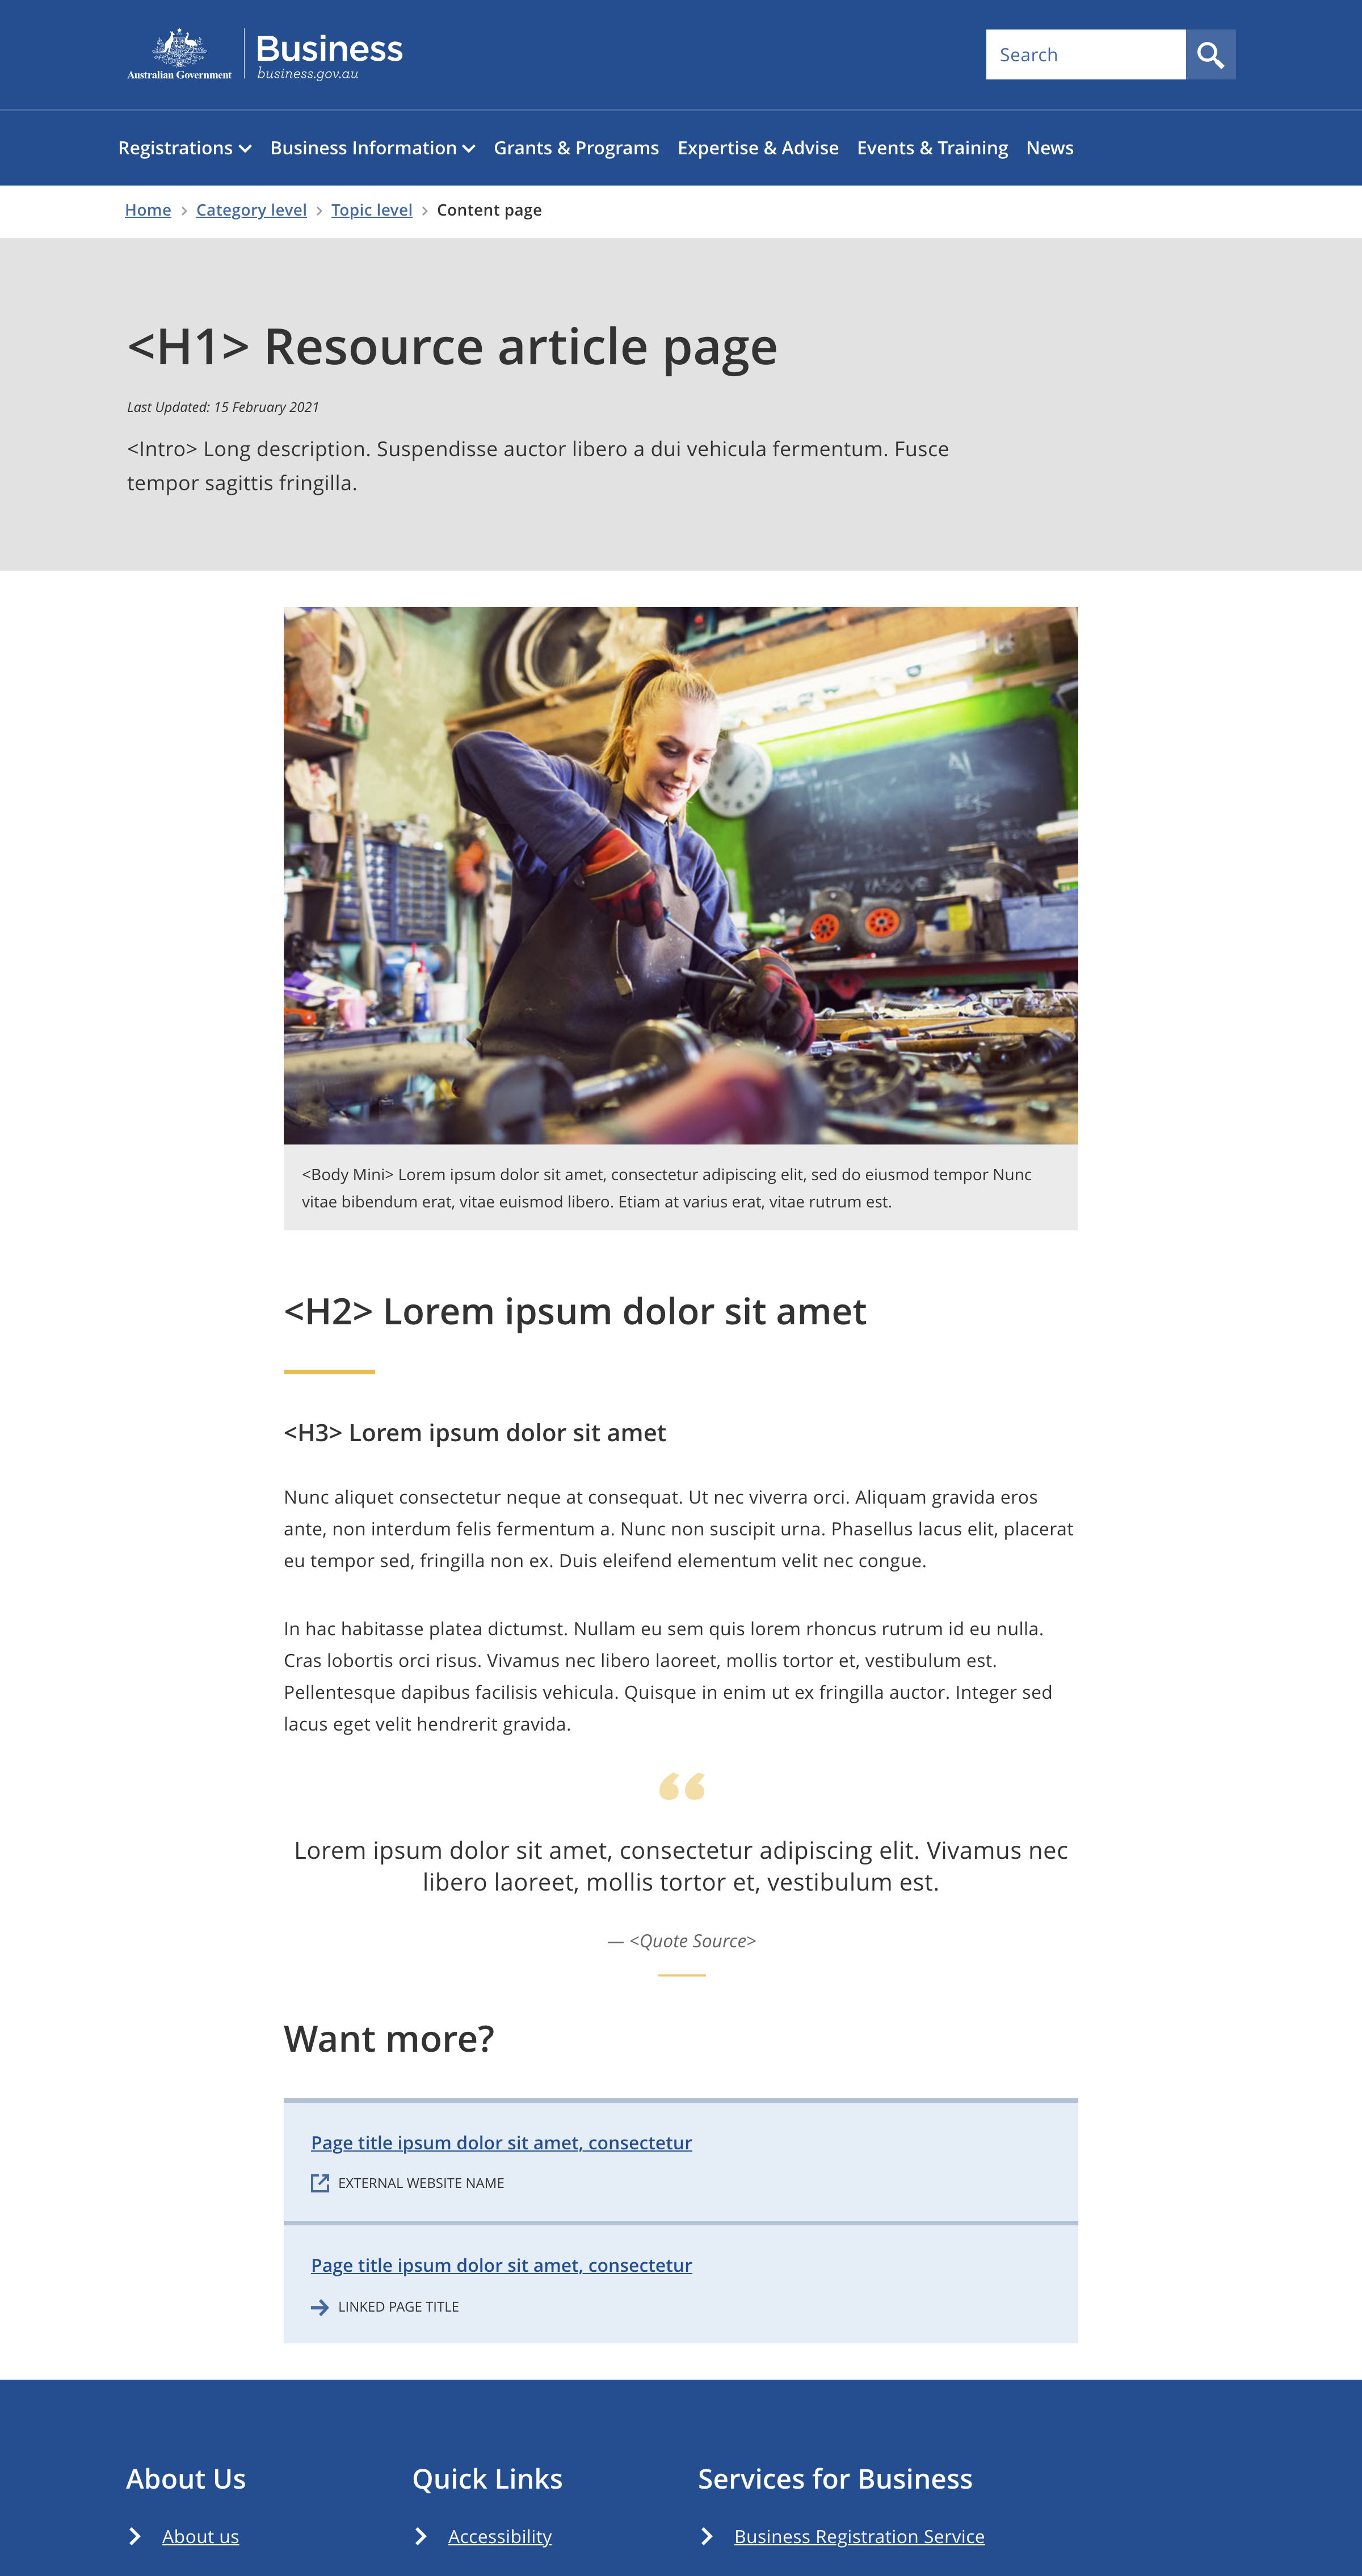 Australian Government
Business
business.gov.au
Search
Registrations Business Information Grants & Programs Expertise & Advise Events & Training News
Home > Category level > Topic level > Content page
<H1> Resource article page
Last Updated: 15 February 2021
<Intro> Long description. Suspendisse auctor libero a dui vehicula fermentum. Fusce
tempor sagittis fringilla.
<Body Mini> Lorem ipsum dolor sit amet, consectetur adipiscing elit, sed do eiusmod tempor Nunc
vitae bibendum erat, vitae euismod libero. Etiam at varius erat, vitae rutrum est.
<H2> Lorem ipsum dolor sit amet
<H3> Lorem ipsum dolor sit amet
Nunc aliquet consectetur neque at consequat. Ut nec viverra orci. Aliquam gravida eros
ante, non interdum felis fermentum a. Nunc non suscipit urna. Phasellus lacus elit, placerat
eu tempor sed, fringilla non ex. Duis eleifend elementum velit nec congue.
In hac habitasse platea dictumst. Nullam eu sem quis lorem rhoncus rutrum id eu nulla.
Cras lobortis orci risus. Vivamus nec libero laoreet, mollis tortor et, vestibulum est.
Pellentesque dapibus facilisis vehicula. Quisque in enim ut ex fringilla auctor. Integer sed
lacus eget velit hendrerit gravida.
“
Lorem ipsum dolor sit amet, consectetur adipiscing elit. Vivamus nec
libero laoreet, mollis tortor et, vestibulum est.
— <Quote Source>
Want more?
Page title ipsum dolor sit amet, consectetur
EXTERNAL WEBSITE NAME
Page title ipsum dolor sit amet, consectetur
LINKED PAGE TITLE
About Us
About us
Quick Links
Accessibility
Services for Business
Business Registration Service